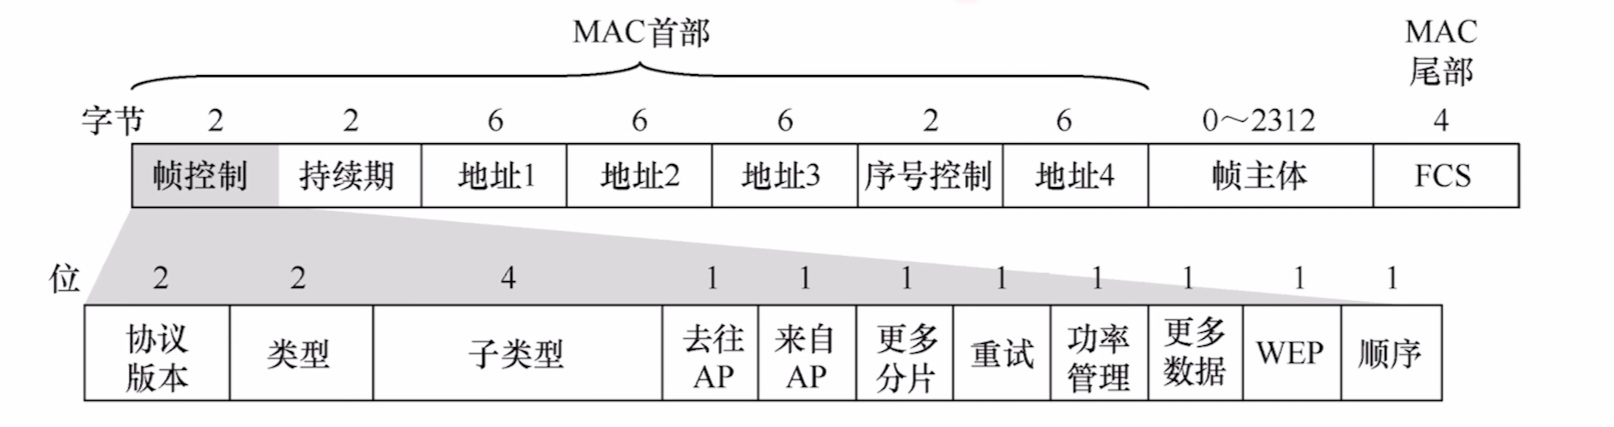 MAC首部
MAC
尾部
字节 2 2 6 6 6 2 6 0～2312 4
帧控制 持续期 地址1 地址2 地址3 序号控制 地址4 帧主体 FCS
位 2 2 4 1 1 1 1 1 1 1 1
协议
版本
类型
子类型
去往
AP
来自
AP
更多
分片
重试
功率
管理
更多
数据
WEP
顺序